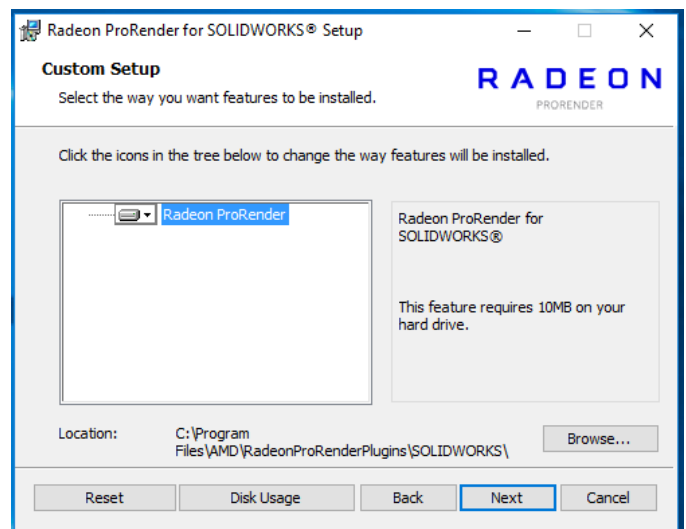 Radeon ProRender for SOLIDWORKS® Setup
Custom Setup
Select the way you want features to be installed.
RADEON
PRORENDER
Click the icons in the tree below to change the way features will be installed.
Radeon ProRender
Radeon ProRender for
SOLIDWORKS®
This feature requires 10MB on your
hard drive.
Location:
C:\Program
Files\AMD\RadeonProRenderPlugins\SOLIDWORKS\
Browse...
Reset
Disk Usage
Back
Next
Cancel